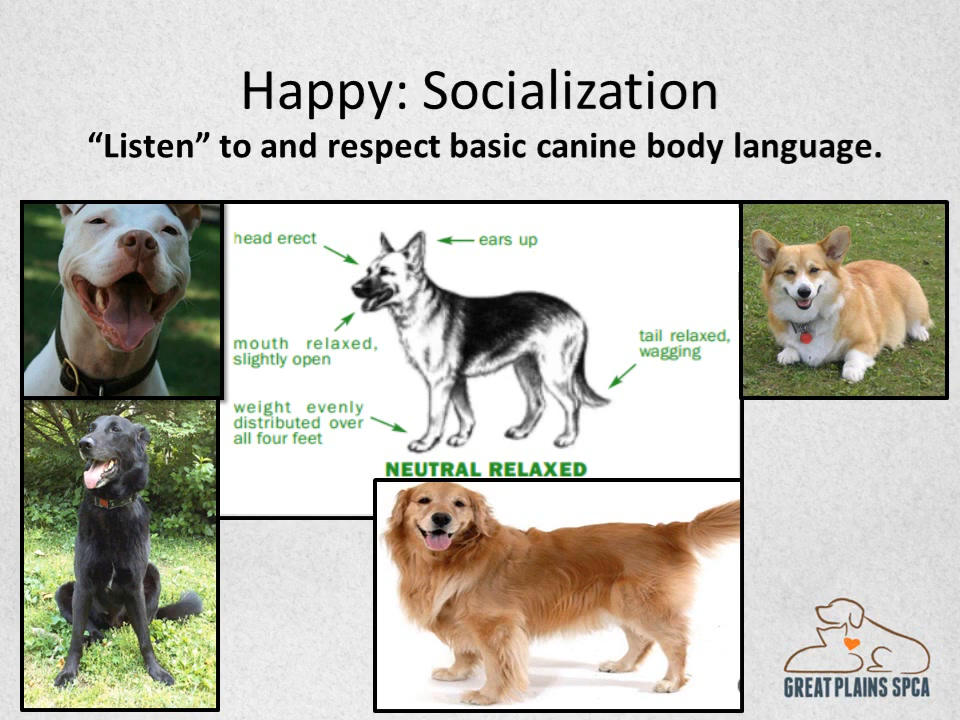 Happy: Socialization
“Listen” to and respect basic canine body language.
head erect
ears up
mouth relaxed,
slightly open
tail relaxed,
wagging
weight evenly
distributed over
all four feet
NEUTRAL RELAXED
GREAT PLAINS SPCA